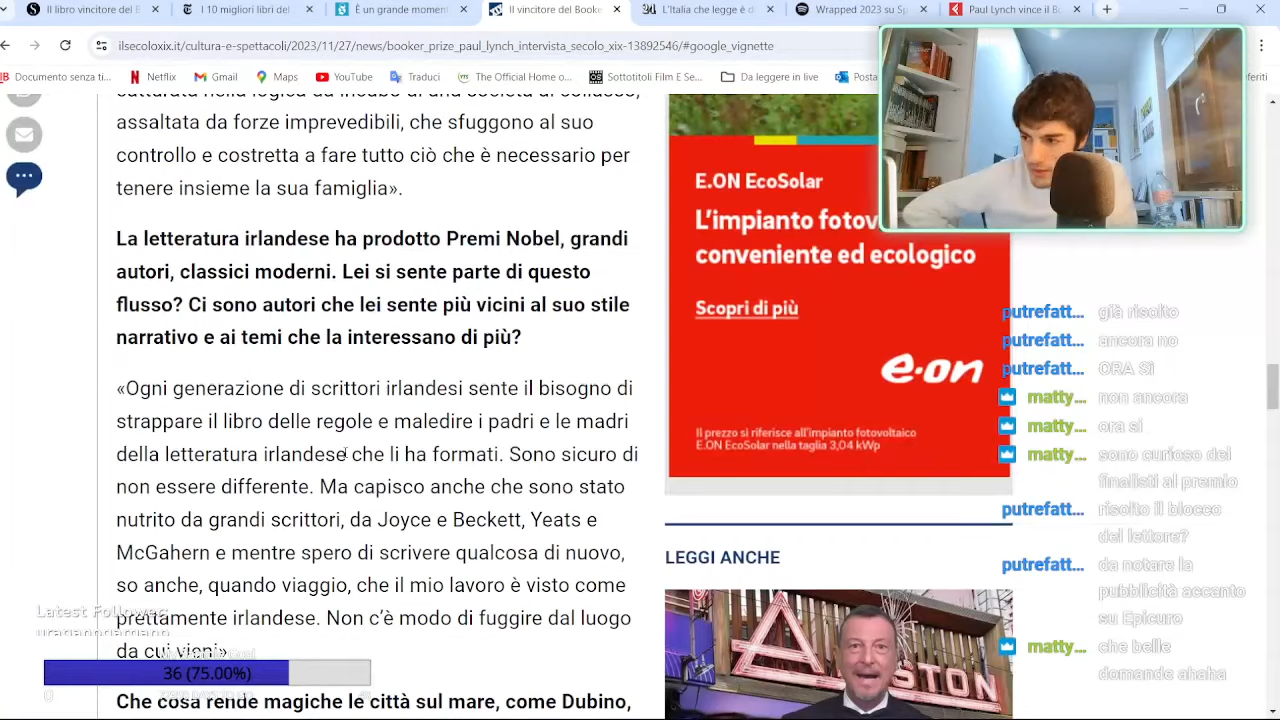 Il libro vincitore del B
I 10 migliori libri del
È un grande moment
Il vincitore del Booke
L'Italia che legge è d
Wrapped 2023 su Sp
Paul Lynch vince il B
ilsecoloxix.it/cultura-e-spettacoli/2023/11/27/news/booker_prize_paul_lynch_intervista_secolo_xix-13892546/#google_vignette
Documento senza ti...
Netflix
Gmail
Maps
YouTube
Traduci
The Official Home o...
Sottotitoli Film E Se...
Da leggere in live
Posta
eriti
assaltata da forze imprevedibili, che sfuggono al suo
controllo e costretta a fare tutto ciò che è necessario per
tenere insieme la sua famiglia».
La letteratura irlandese ha prodotto Premi Nobel, grandi
autori, classici moderni. Lei si sente parte di questo
flusso? Ci sono autori che lei sente più vicini al suo stile
narrativo e ai temi che la interessano di più?
«Ogni generazione di scrittori irlandesi sente il bisogno di
strappare il libro delle regole e maledire i padri e le madri
della letteratura irlandese che li ha formati. Sono sicuro di
non essere differente. Ma capisco anche che sono stato
nutrito da grandi scrittori, da Joyce e Beckett, Yeats e
McGahern e mentre spero di scrivere qualcosa di nuovo,
so anche, quando viaggio, che il mio lavoro è visto come
prettamente irlandese. Non c'è modo di fuggire dal luogo
da cui
Che cosa rende magiche le città sul mare, come Dubino,
Latest Follower
36 (75.00%)
0
E.ON EcoSolar
L'impianto fotov
conveniente ed ecologico
Scopri di più
e·on
Il prezzo si riferisce all'impianto fotovoltaico
E.ON EcoSolar nella taglia 3,04 kWp
LEGGI ANCHE
STON
putrefatt... già risolto
putrefatt... ancora no
putrefatt... ORA Sì
matty... non ancora
matty... ora si
matty... sono curioso dei
finalisti al premio
putrefatt... risolto il blocco
del lettore?
putrefatt... da notare la
pubblicità accanto
su Epicuro
matty... che belle
domande ahaha